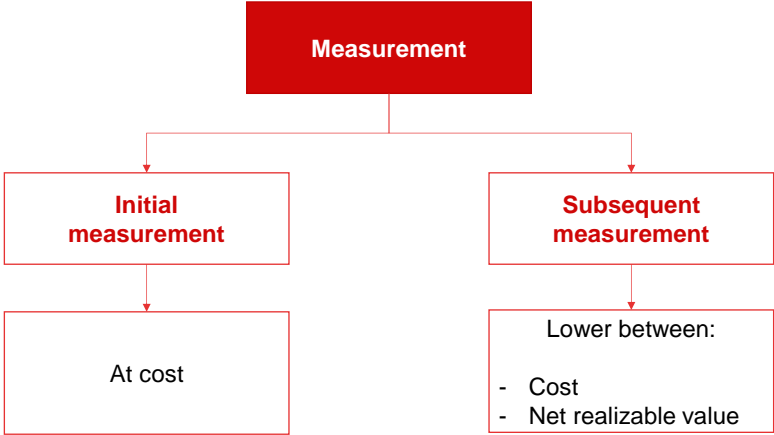 Measurement
Initial
measurement
Subsequent
measurement
At cost
Lower between:
- Cost
- Net realizable value